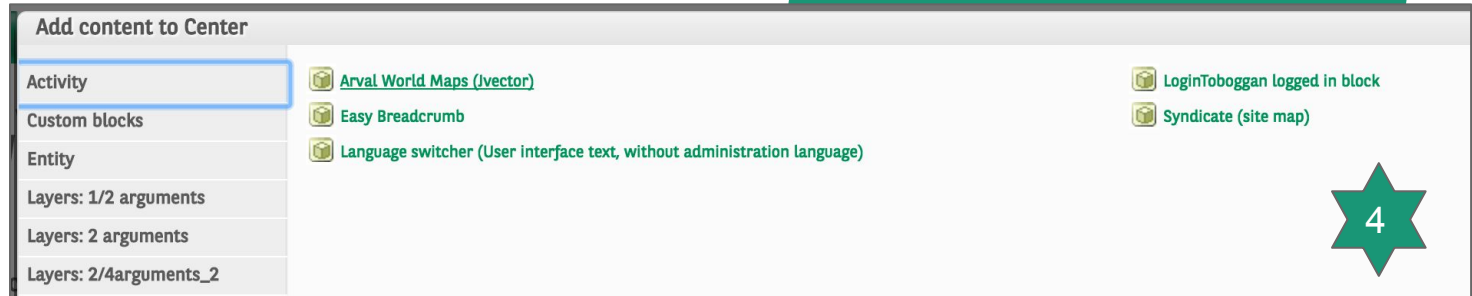 Add content to Center
Activity
Custom blocks
Entity
Layers: 1/2 arguments
Layers: 2 arguments
Layers: 2/4arguments_2
Arval World Maps (Jvector)
Easy Breadcrumb
Language switcher (User interface text, without administration language)
LoginToboggan logged in block
Syndicate (site map)
4